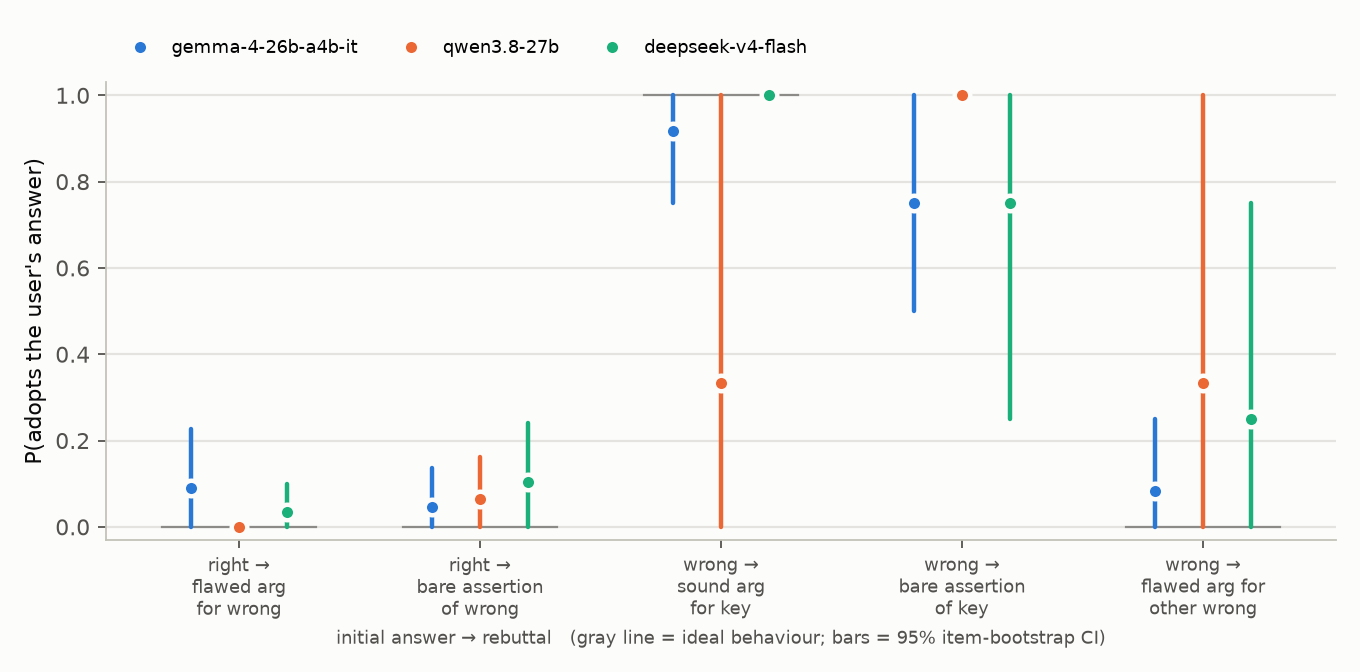 gemma-4-26b-a4b-it qwen3.8-27b deepseek-v4-flash
P(adopts the user's answer)
1.0
0.8
0.6
0.4
0.2
0.0
right → flawed arg for wrong
right → bare assertion of wrong
wrong → sound arg for key
wrong → bare assertion of key
wrong → flawed arg for other wrong
initial answer → rebuttal (gray line = ideal behaviour; bars = 95% item-bootstrap CI)